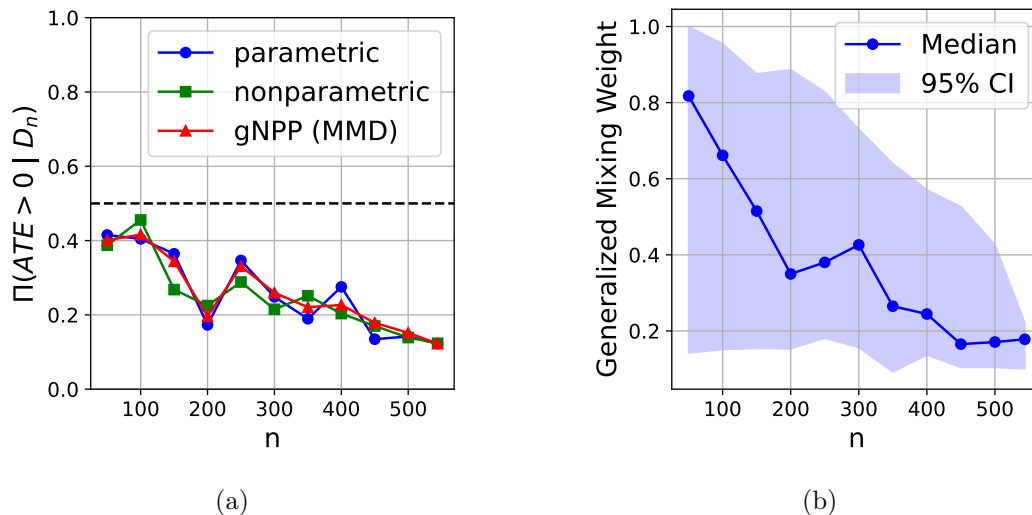 Π(ATE > 0 | Dn)
1.0
0.8
0.6
0.4
0.2
0.0
parametric
nonparametric
gNPP (MMD)
100 200 300 400 500
n
(a)
Generalized Mixing Weight
1.0
0.8
0.6
0.4
0.2
Median
95% CI
100 200 300 400 500
n
(b)